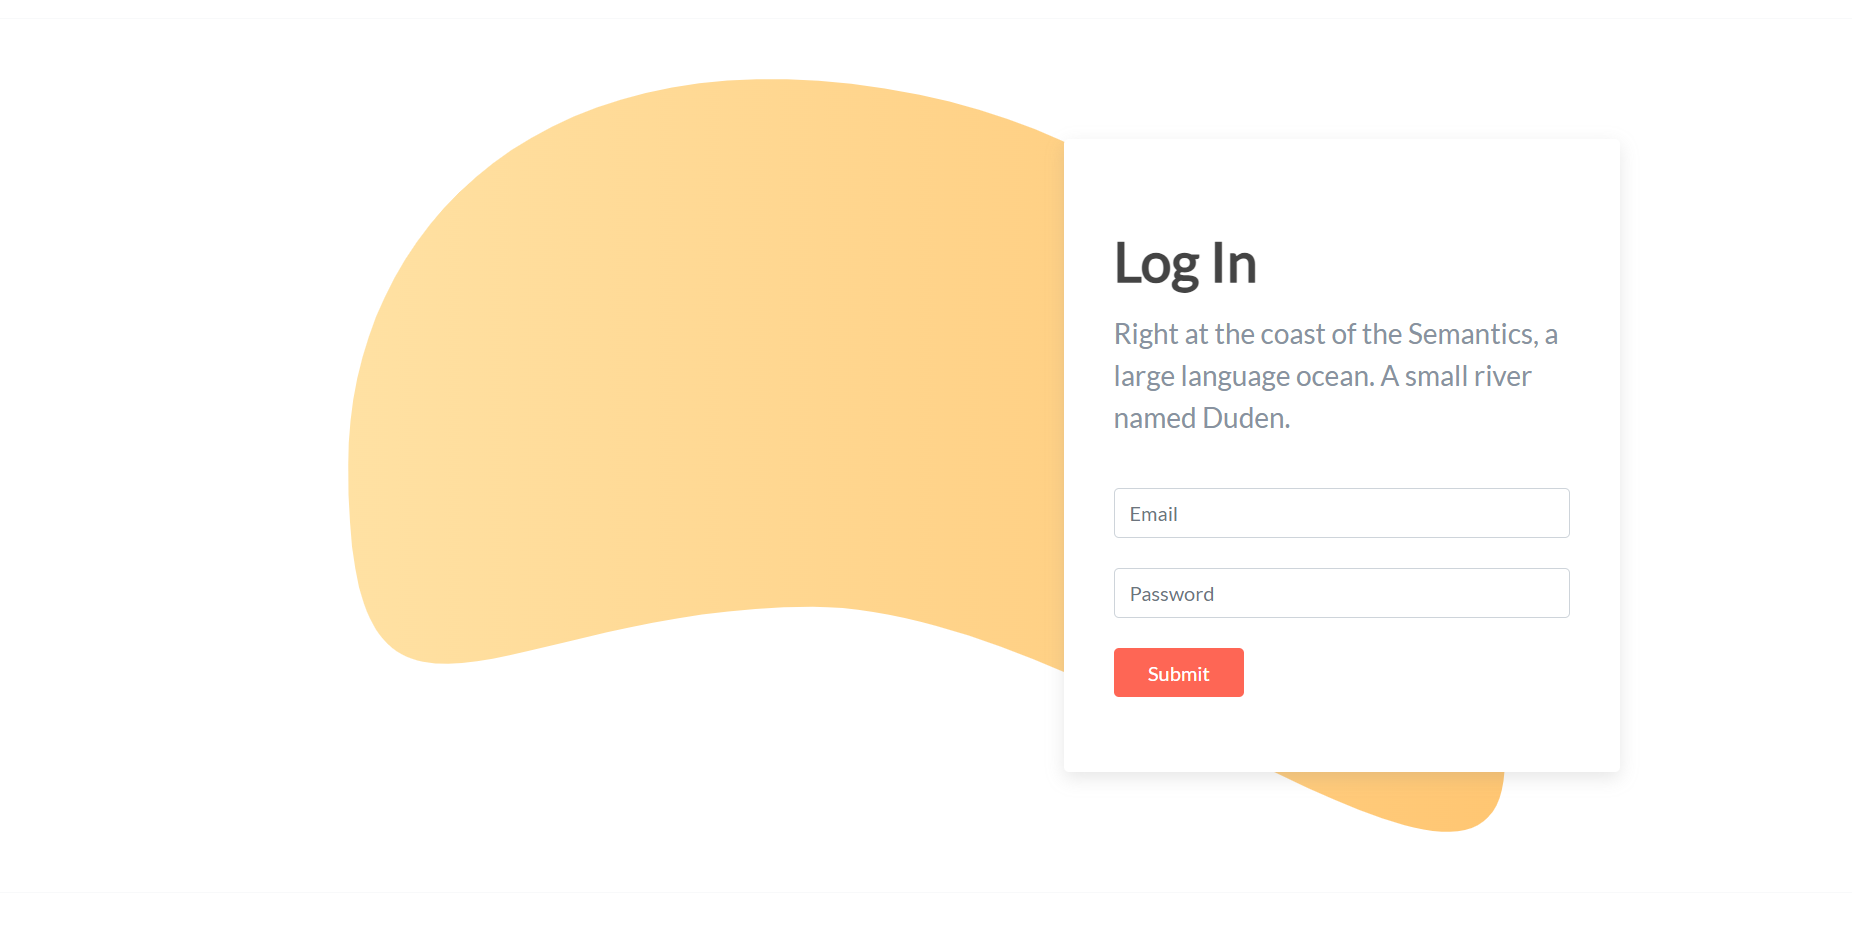 Log In
Right at the coast of the Semantics, a
large language ocean. A small river
named Duden.
Email
Password
Submit